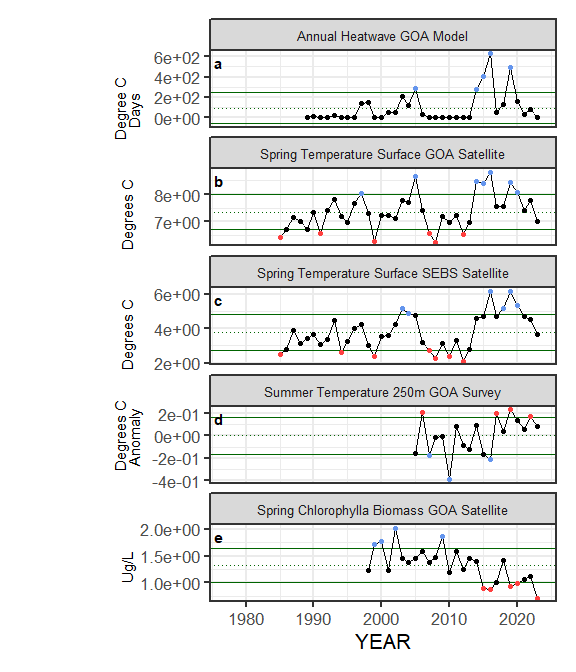 Annual Heatwave GOA Model
a
6e+02
4e+02
2e+02
0e+00
Degree C
Days
Spring Temperature Surface GOA Satellite
b
8e+00
7e+00
Degrees C
Spring Temperature Surface SEBS Satellite
c
6e+00
4e+00
2e+00
Degrees C
Summer Temperature 250m GOA Survey
d
2e-01
0e+00
-2e-01
-4e-01
Degrees C
Anomaly
Spring Chlorophylla Biomass GOA Satellite
e
2.0e+00
1.5e+00
1.0e+00
Ug/L
1980 1990 2000 2010 2020
YEAR